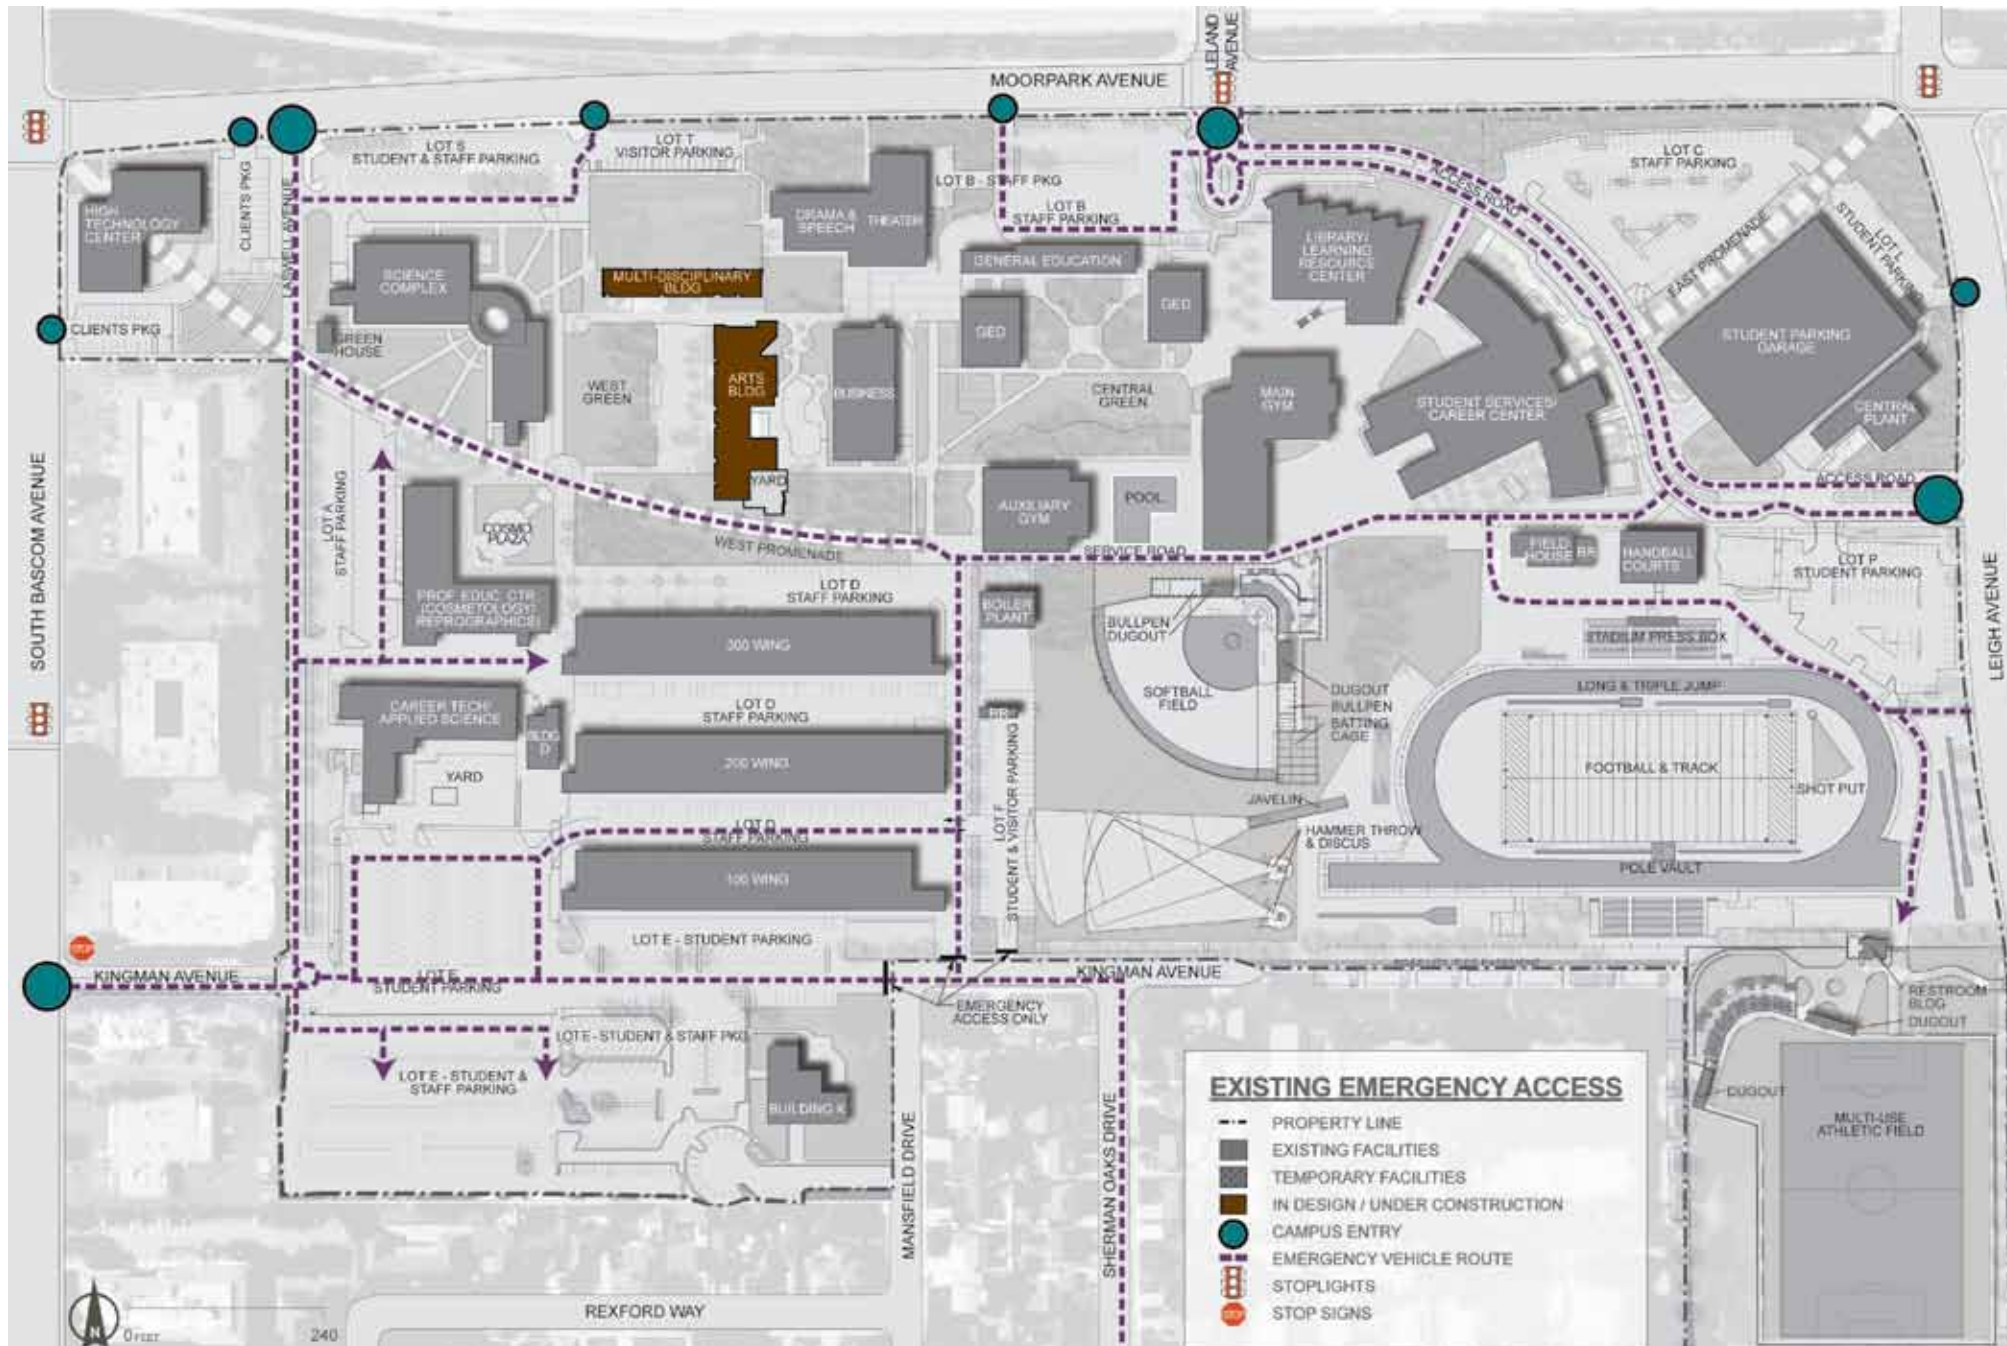 LELAND
AVENUE
MOORPARK AVENUE
LOT S
STUDENT & STAFF PARKING
LOT T
VISITOR PARKING
LOT C
STAFF PARKING
CLIENTS PKG
LASWELL AVENUE
LOT B - STAFF PKG
LOT B
STAFF PARKING
ACCESS ROAD
HIGH
TECHNOLOGY
CENTER
DRAMA &
SPEECH
THEATER
LIBRARY/
LEARNING
RESOURCE
CENTER
EAST PROMENADE
LOT L
STUDENT PARKING
SCIENCE
COMPLEX
MULTI-DISCIPLINARY
BLDG
GENERAL EDUCATION
GED
GED
CLIENTS PKG
GREEN
HOUSE
STUDENT PARKING
GARAGE
WEST
GREEN
ARTS
BLDG
BUSINESS
CENTRAL
GREEN
MAIN
GYM
STUDENT SERVICES/
CAREER CENTER
CENTRAL
PLANT
SOUTH BASCOM AVENUE
LOT A
STAFF PARKING
YARD
COSMO
PLAZA
AUXILIARY
GYM
POOL
ACCESS ROAD
WEST PROMENADE
SERVICE ROAD
FIELD
HOUSE
RR
HANDBALL
COURTS
LOT P
STUDENT PARKING
LEIGH AVENUE
LOT D
STAFF PARKING
PROF. EDUC. CTR.
(COSMETOLOGY/
REPROGRAPHICS)
BOILER
PLANT
BULLPEN
DUGOUT
300 WING
STADIUM PRESS BOX
SOFTBALL
FIELD
DUGOUT
BULLPEN
BATTING
CAGE
LONG & TRIPLE JUMP
CAREER TECH/
APPLIED SCIENCE
BLDG
D
LOT D
STAFF PARKING
RR
200 WING
YARD
LOT F
STUDENT & VISITOR PARKING
FOOTBALL & TRACK
SHOT PUT
JAVELIN
LOT D
STAFF PARKING
HAMMER THROW
& DISCUS
POLE VAULT
100 WING
LOT E - STUDENT PARKING
STOP
KINGMAN AVENUE
LOT E
STUDENT PARKING
KINGMAN AVENUE
EMERGENCY
ACCESS ONLY
RESTROOM
BLDG
DUGOUT
LOT E - STUDENT & STAFF PKG
LOT E - STUDENT &
STAFF PARKING
BUILDING K
MANSFIELD DRIVE
SHERMAN OAKS DRIVE
DUGOUT
MULTI-USE
ATHLETIC FIELD
EXISTING EMERGENCY ACCESS
PROPERTY LINE
EXISTING FACILITIES
TEMPORARY FACILITIES
IN DESIGN / UNDER CONSTRUCTION
CAMPUS ENTRY
EMERGENCY VEHICLE ROUTE
STOPLIGHTS
STOP STOP SIGNS
REXFORD WAY
N
0 FEET 240